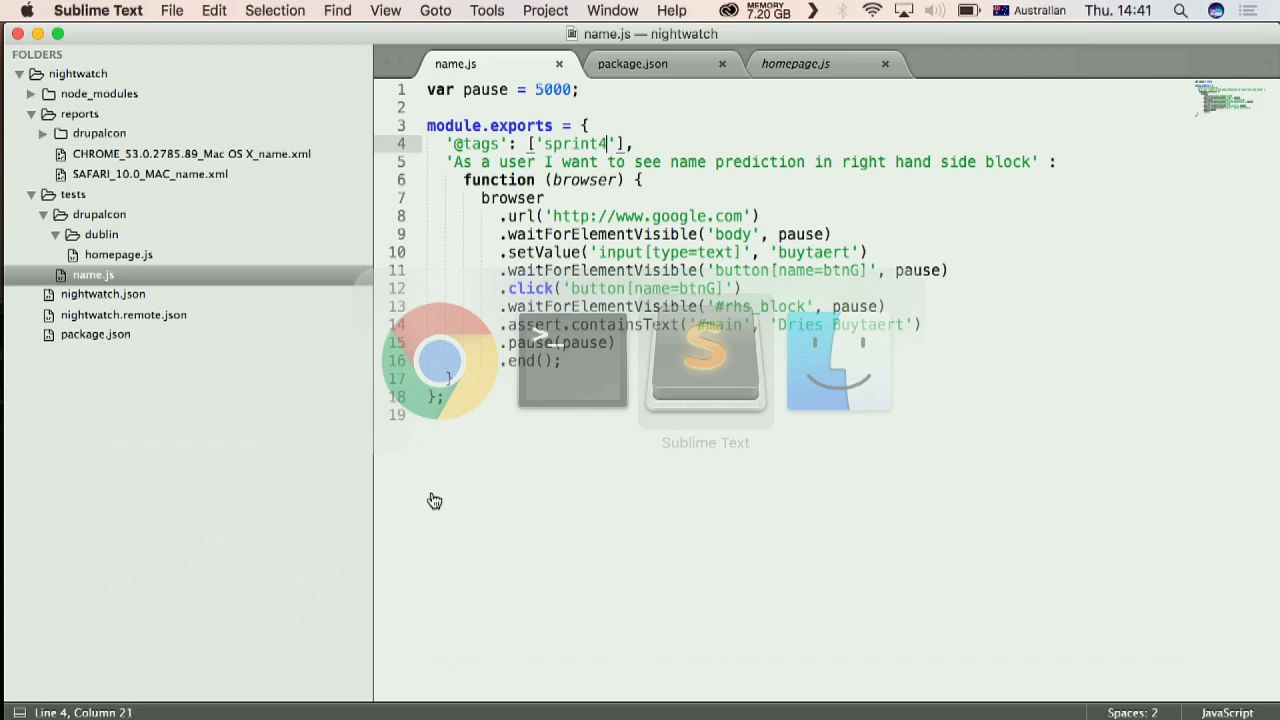 Sublime Text File Edit Selection Find View Goto Tools Project Window Help MEMORY 7.20 GB Australian Thu. 14:41
name.js — nightwatch
FOLDERS
nightwatch
node_modules
reports
drupalcon
CHROME_53.0.2785.89_Mac OS X_name.xml
SAFARI_10.0_MAC_name.xml
tests
drupalcon
dublin
homepage.js
name.js
nightwatch.json
nightwatch.remote.json
package.json
name.js × package.json × homepage.js ×
1 var pause = 5000;
2
3 module.exports = {
4 '@tags': ['sprint4'],
5 'As a user I want to see name prediction in right hand side block' :
6 function (browser) {
7 browser
8 .url('http://www.google.com')
9 .waitForElementVisible('body', pause)
10 .setValue('input[type=text]', 'buytaert')
11 .waitForElementVisible('button[name=btnG]', pause)
12 .click('button[name=btnG]')
13 .waitForElementVisible('#rhs_block', pause)
14 .assert.containsText('#main', 'Dries Buytaert')
15 .pause(pause)
16 .end();
17 }
18 };
19
Sublime Text
Line 4, Column 21 Spaces: 2 JavaScript